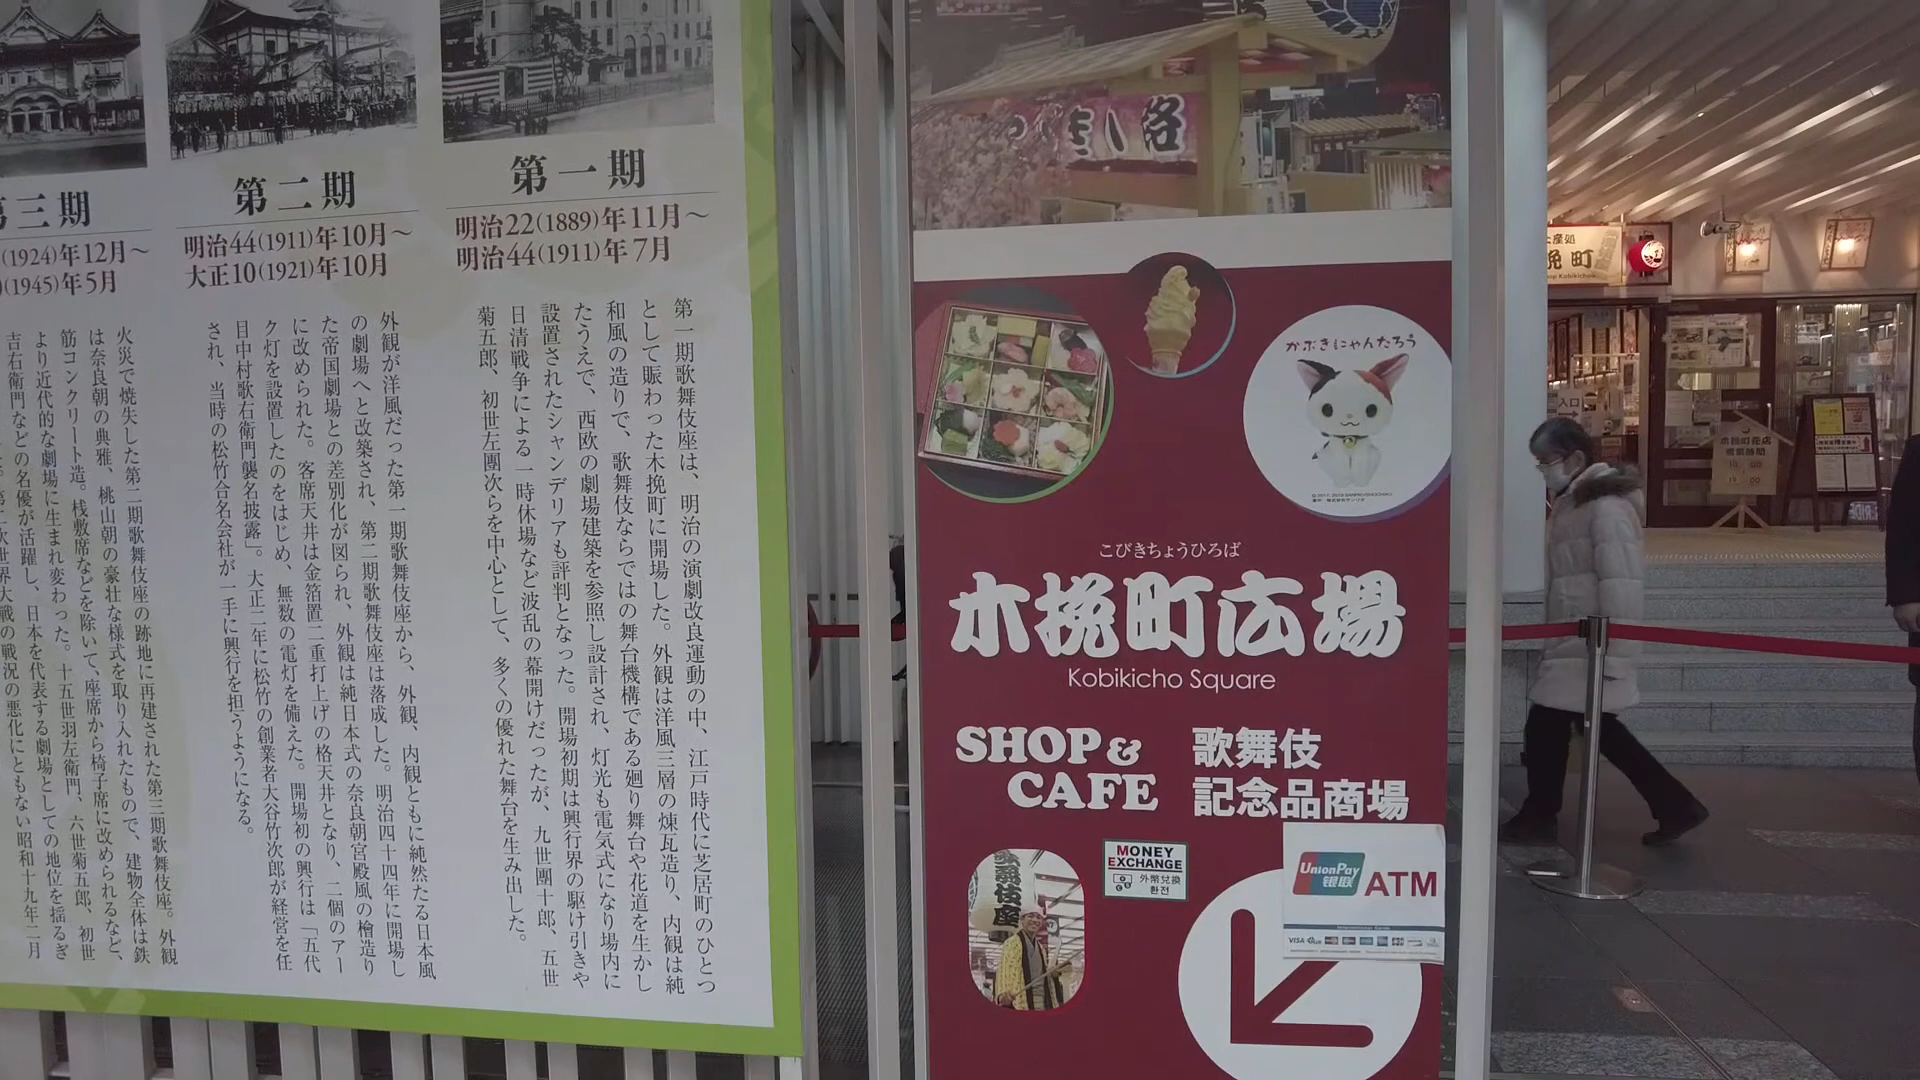 第一期
明治22(1889)年11月～
明治44(1911)年7月
第一期歌舞伎座は、明治の演劇改良運動の中、江戸時代に芝居町のひとつ
として賑わった木挽町に開場した。外観は洋風三層の煉瓦造り、内観は純
和風の造りで、歌舞伎ならではの舞台機構である廻り舞台や花道を生かし
たうえで、西欧の劇場建築を参照し設計され、灯光も電気式になり場内に
設置されたシャンデリアも評判となった。開場初期は興行界の駆け引きや
日清戦争による一時休場など波乱の幕開けだったが、九世團十郎、五世
菊五郎、初世左團次らを中心として、多くの優れた舞台を生み出した。
第二期
明治44(1911)年10月～
大正10(1921)年10月
外観が洋風だった第一期歌舞伎座から、外観、内観ともに純然たる日本風
の劇場へと改築され、第二期歌舞伎座は落成した。明治四十四年に開場し
た帝国劇場との差別化が図られ、外観は純日本式の奈良朝宮殿風の檜造り
に改められた。客席天井は金箔置二重打上げの格天井となり、二個のアー
ク灯を設置したのをはじめ、無数の電灯を備えた。開場初の興行は「五代
目中村歌右衛門襲名披露」。大正二年に松竹の創業者大谷竹次郎が経営を任
され、当時の松竹合名会社が一手に興行を担うようになる。
第三期
(1924)年12月～
(1945)年5月
火災で焼失した第二期歌舞伎座の跡地に再建された第三期歌舞伎座。外観
は奈良朝の典雅、桃山朝の豪壮な様式を取り入れたもので、建物全体は鉄
筋コンクリート造。桟敷席などを除いて、座席から椅子席に改められるなど、
より近代的な劇場に生まれ変わった。十五世羽左衛門、六世菊五郎、初世
吉右衛門などの名優が活躍し、日本を代表する劇場としての地位を揺るぎ
かぶきにゃんたろう
こびきちょうひろば
木挽町広場
Kobikicho Square
SHOP &
CAFE
歌舞伎
記念品商場
MONEY
EXCHANGE
外幣兌換
환전
UnionPay
银联
ATM
VISA
歌舞伎座
入口
木挽町売店
営業時間